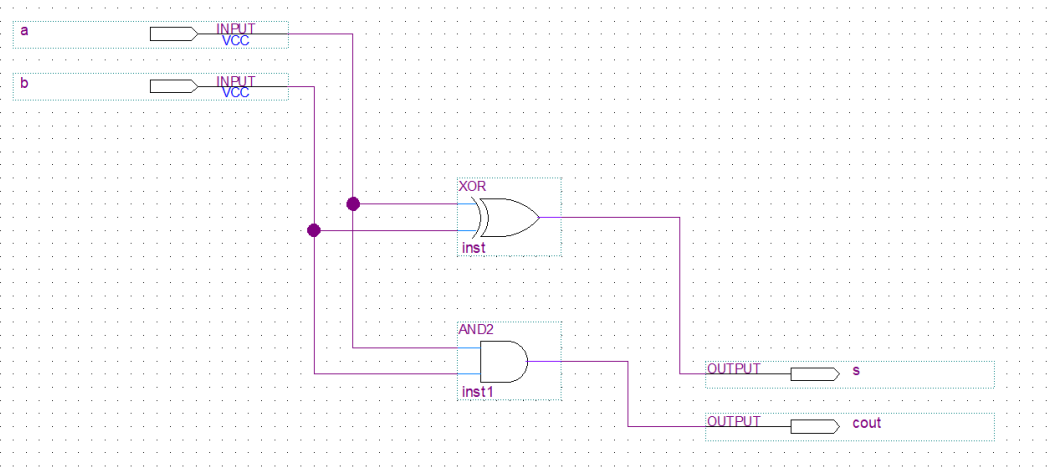 a
INPUT
VCC
b
INPUT
VCC
XOR
inst
AND2
inst1
OUTPUT
s
OUTPUT
cout